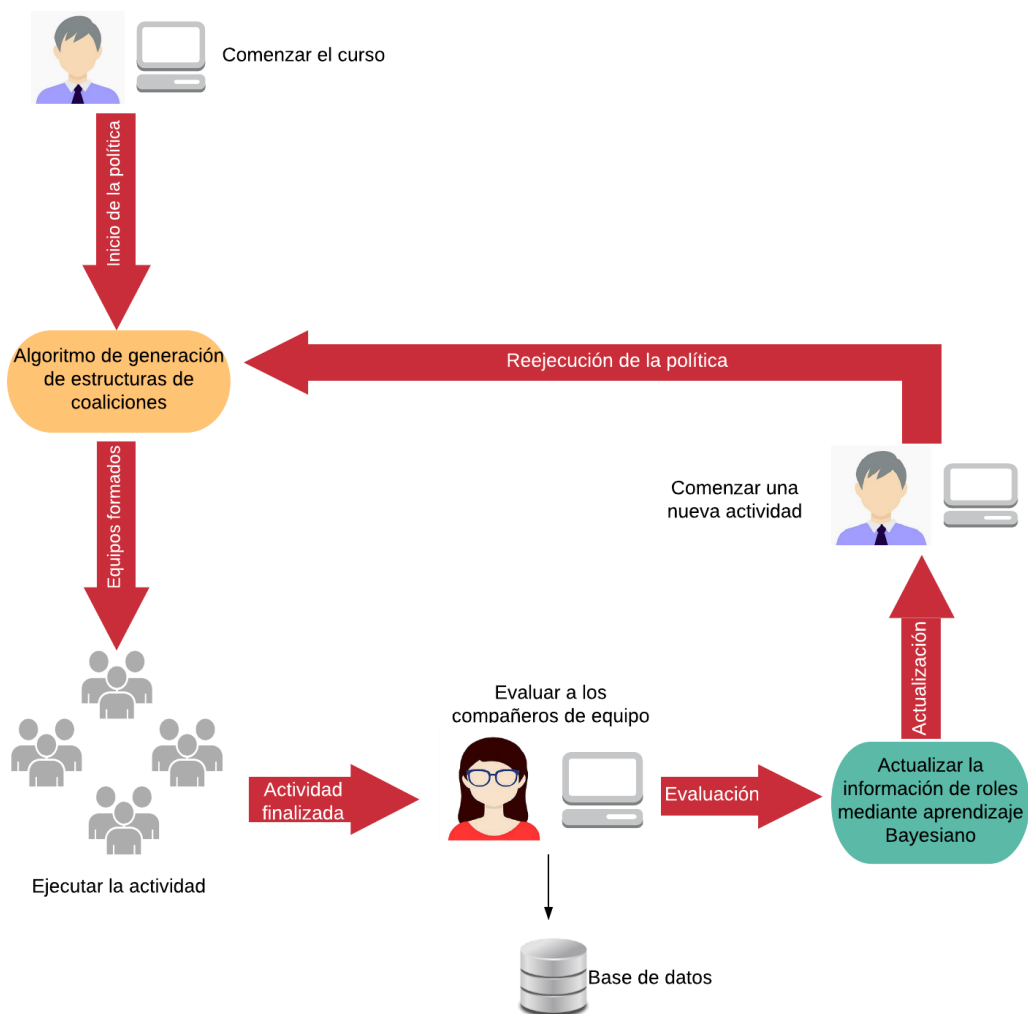 Comenzar el curso
Inicio de la política
Algoritmo de generación
de estructuras de
coaliciones
Reejecución de la política
Equipos formados
Comenzar una
nueva actividad
Actualización
Evaluar a los
compañeros de equipo
Actividad
finalizada
Evaluación
Actualizar la
información de roles
mediante aprendizaje
Bayesiano
Ejecutar la actividad
Base de datos